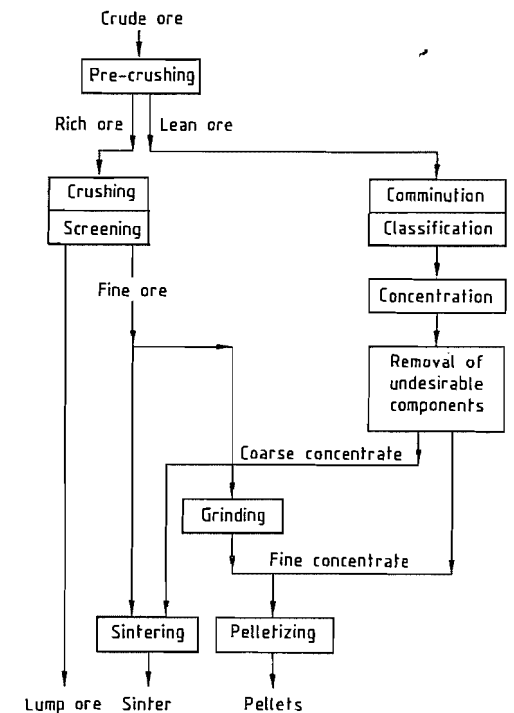 Crude ore
Pre-crushing
Rich ore
Lean ore
Crushing
Screening
Comminution
Classification
Fine ore
Concentration
Removal of
undesirable
components
Coarse concentrate
Grinding
Fine concentrate
Sintering
Pelletizing
Lump ore
Sinter
Pellets